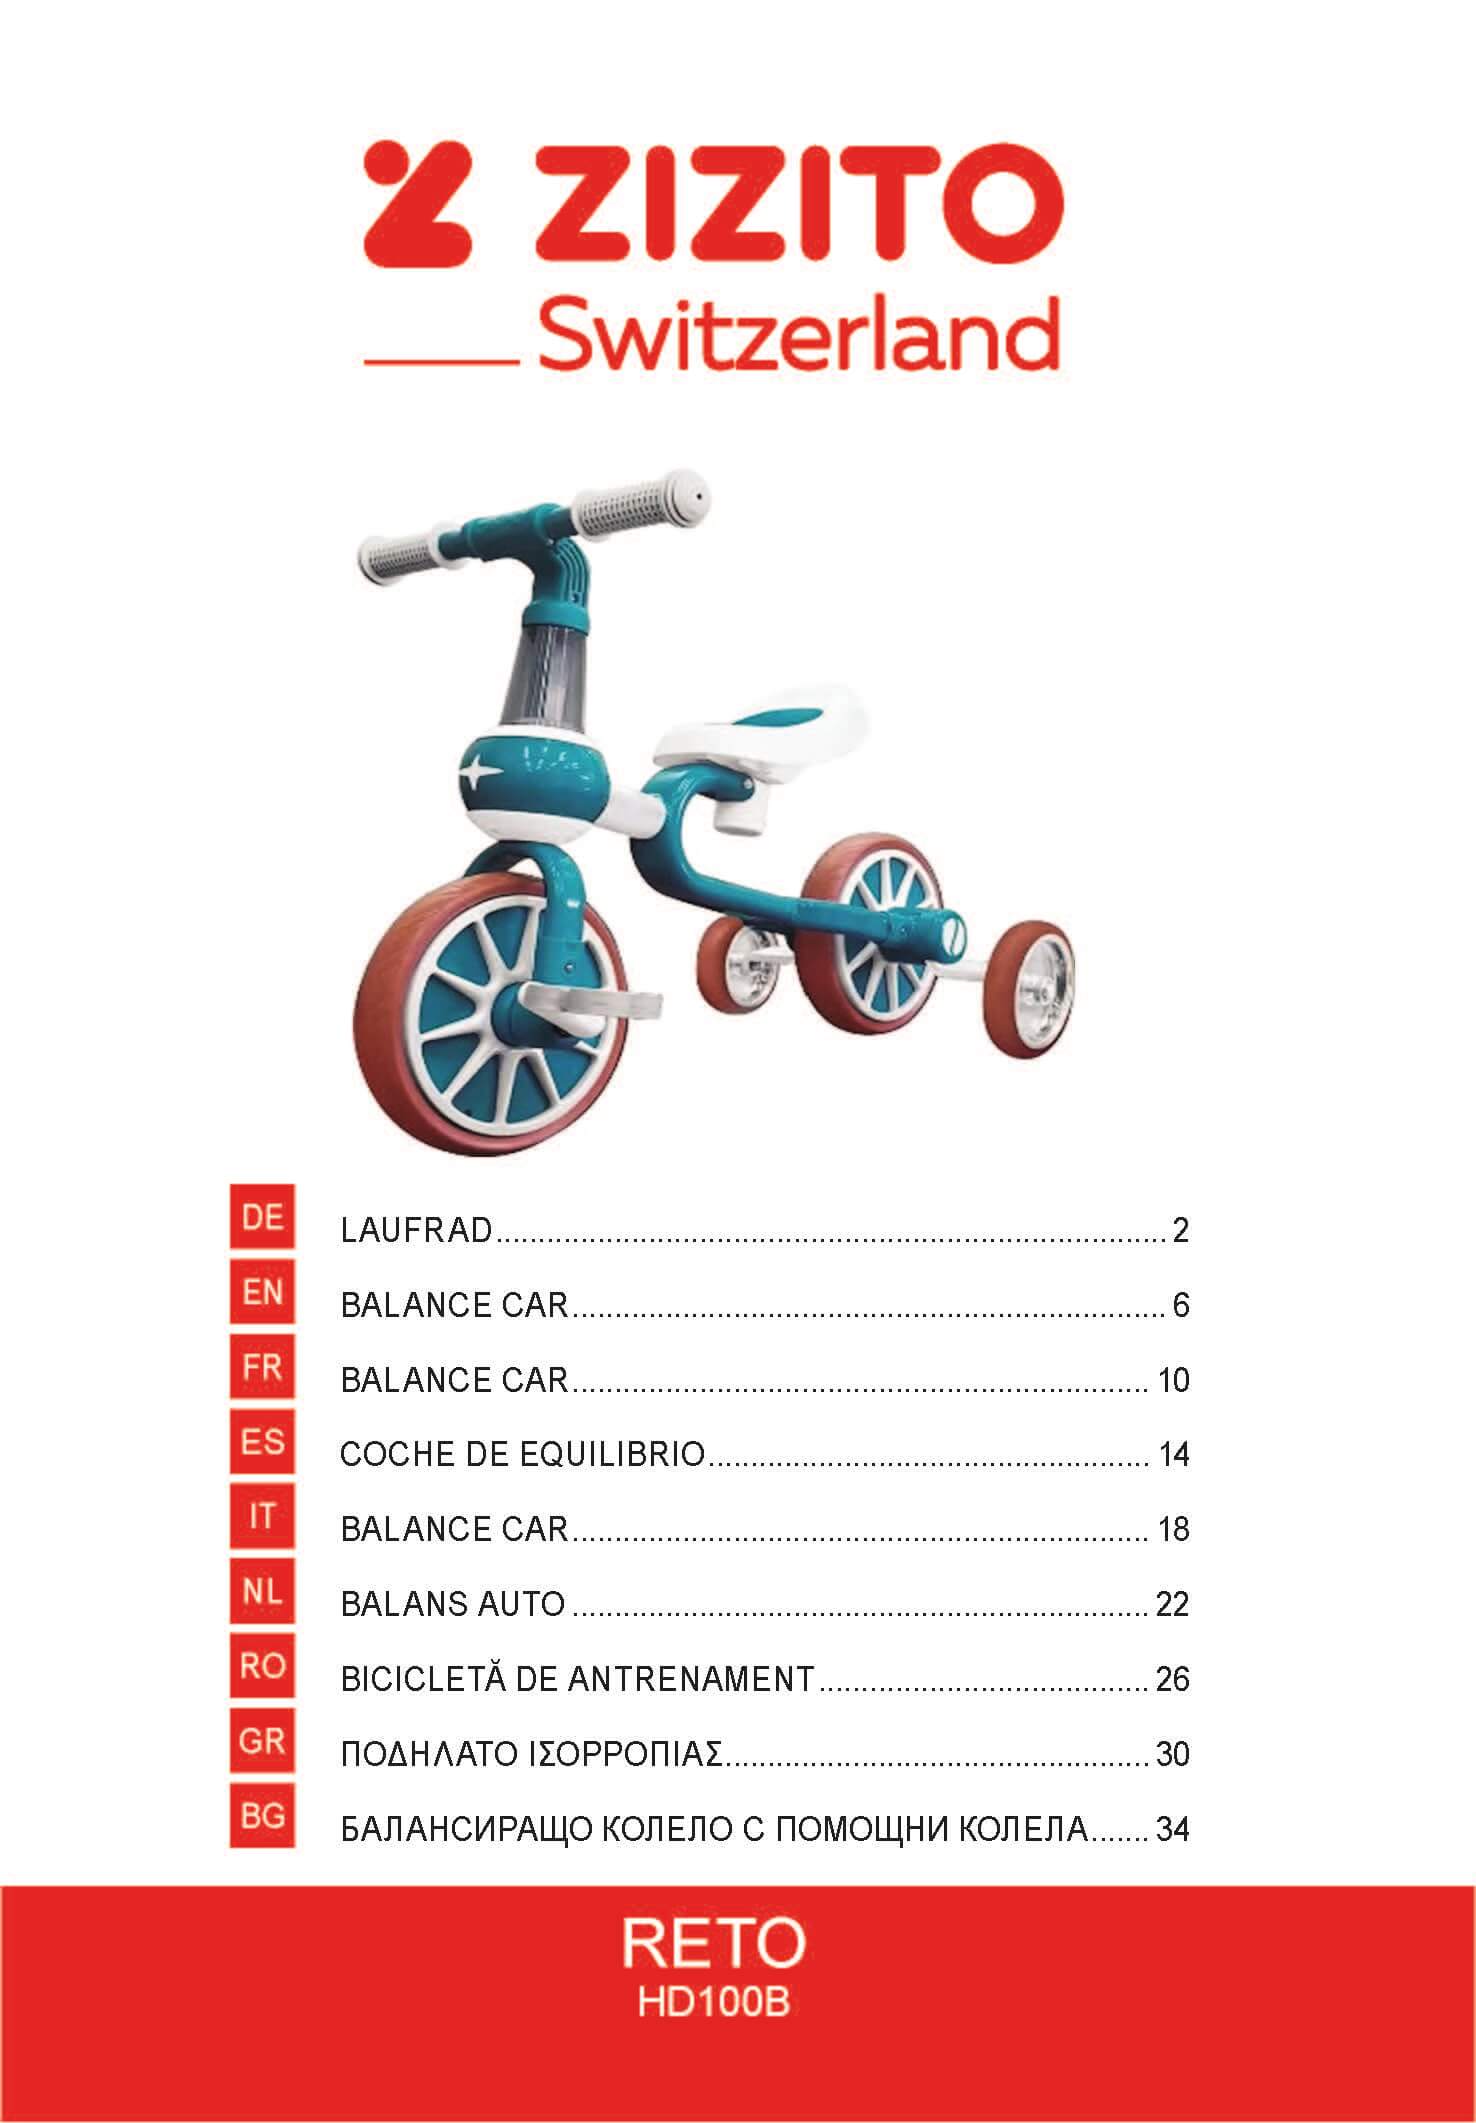 ZIZITO
Switzerland
DE LAUFRAD 2
EN BALANCE CAR 6
FR BALANCE CAR 10
ES COCHE DE EQUILIBRIO 14
IT BALANCE CAR 18
NL BALANS AUTO 22
RO BICICLETĂ DE ANTRENAMENT 26
GR ΠΟΔΗΛΑΤΟ ΙΣΟΡΡΟΠΙΑΣ 30
BG БАЛАНСИРАЩО КОЛЕЛО С ПОМОЩНИ КОЛЕЛА 34
RETO
HD100B